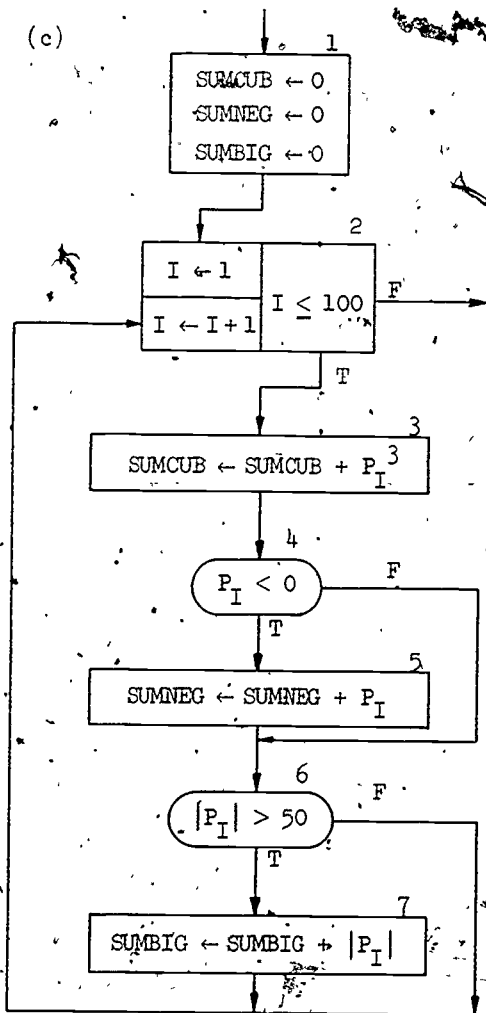 (c)
1
SUMCUB ← 0
SUMNEG ← 0
SUMBIG ← 0
2
I ← 1
I ← I+1
I ≤ 100
F
T
3
SUMCUB ← SUMCUB + P_I^3
4
P_I < 0
F
T
5
SUMNEG ← SUMNEG + P_I
6
|P_I| > 50
F
T
7
SUMBIG ← SUMBIG + |P_I|